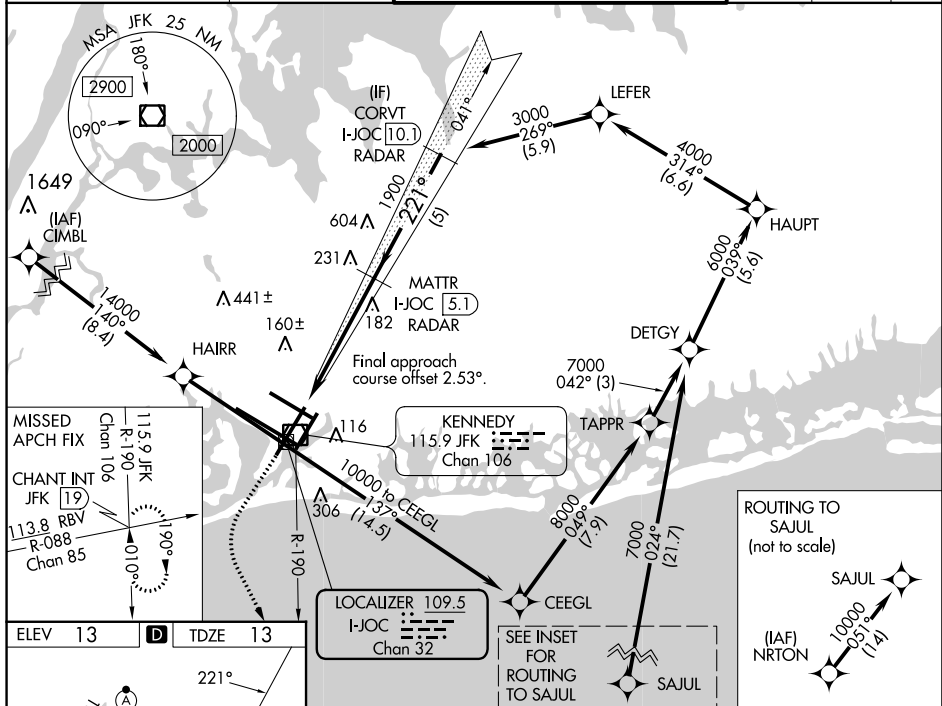 MSA JFK 25 NM
180°
2900
090°
2000
1649
(IAF)
CIMBL
14000
140°
(8.4)
HAIRR
441±
160±
604
231
182
(IF)
CORVT
I-JOC 10.1
RADAR
041°
1900
221°
(5)
MATTR
I-JOC 5.1
RADAR
Final approach
course offset 2.53°.
3000
269°
(5.9)
LEFER
4000
314°
(6.6)
HAUPT
6000
039°
(5.6)
DETGY
7000
042° (3)
TAPPR
8000
049°
(7.9)
7000
024°
(21.7)
KENNEDY
115.9 JFK
Chan 106
116
306
10000 to CEEGL
137°
(14.5)
R-190
CEEGL
LOCALIZER 109.5
I-JOC
Chan 32
SEE INSET
FOR
ROUTING
TO SAJUL
SAJUL
ROUTING TO
SAJUL
(not to scale)
SAJUL
10000
051°
(14)
(IAF)
NRTON
MISSED
APCH FIX
115.9 JFK
R-190
Chan 106
CHANT INT
JFK 19
113.8 RBV
R-088
Chan 85
190°
010°
ELEV 13
D
TDZE 13
221°
A